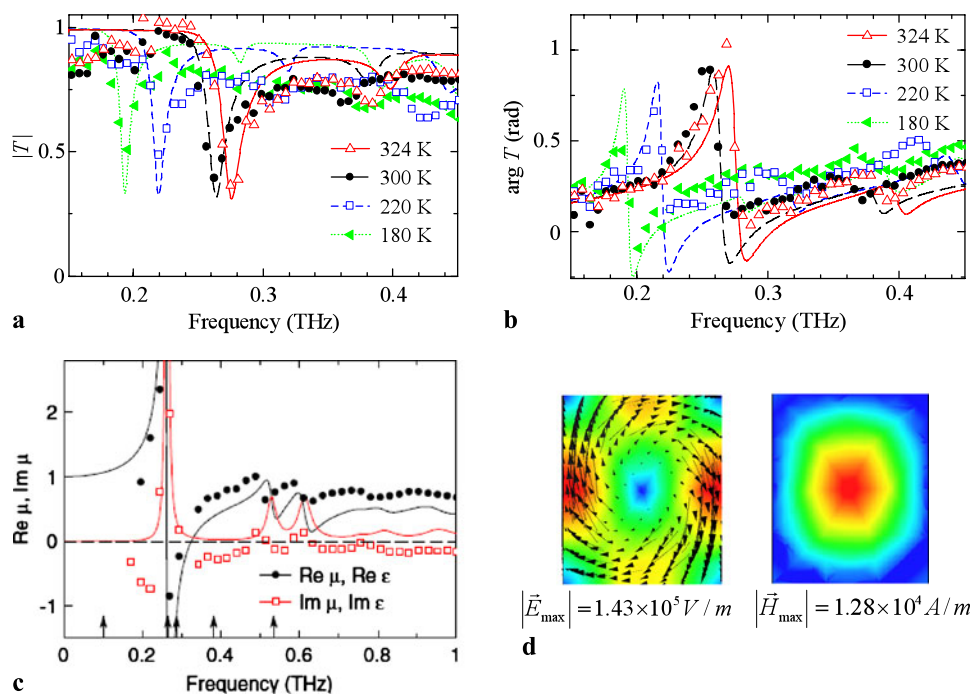 1
0.5
0
|T|
324 K
300 K
220 K
180 K
0.2
0.3
0.4
Frequency (THz)
a
1
0.5
0
arg T (rad)
324 K
300 K
220 K
180 K
0.2
0.3
0.4
Frequency (THz)
b
2
1
0
-1
Re μ, Im μ
Re μ, Re ε
Im μ, Im ε
0
0.2
0.4
0.6
0.8
1
Frequency (THz)
c
|E⃗max| = 1.43×10⁵ V / m
|H⃗max| = 1.28×10⁴ A / m
d